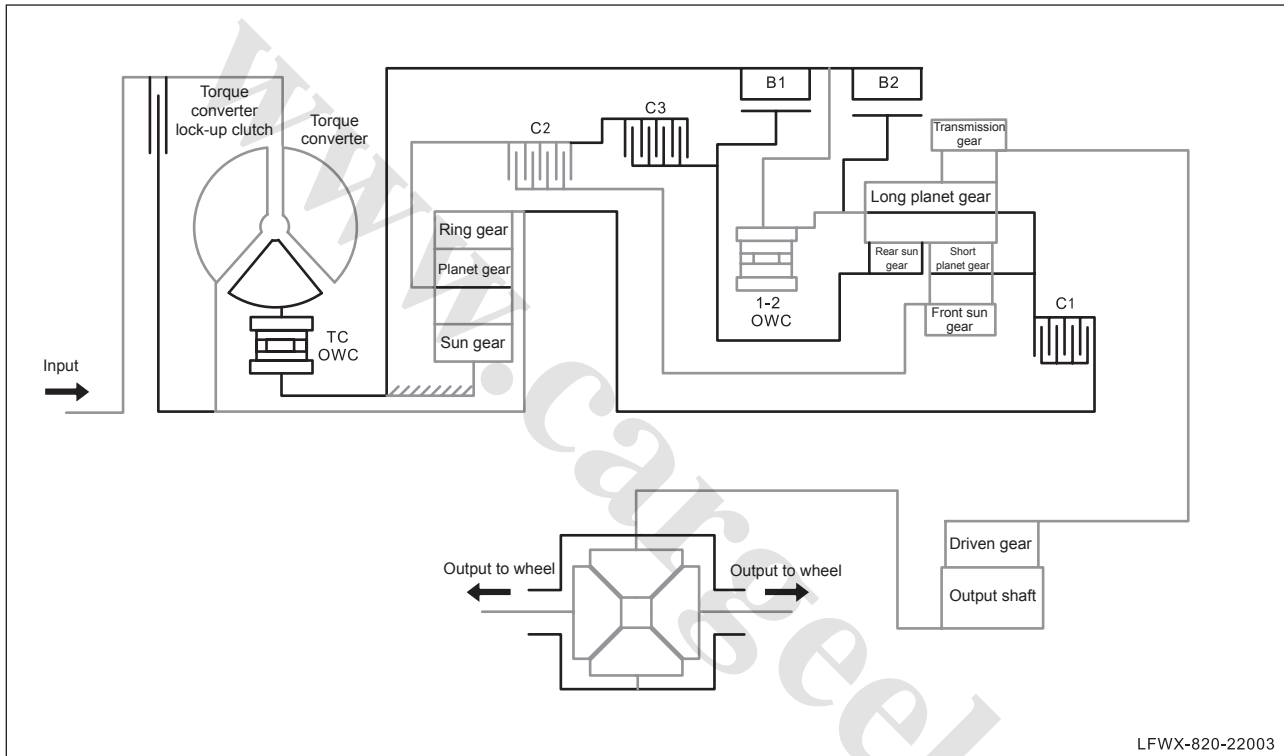 B1
B2
C3
C2
Torque
converter
lock-up clutch
Torque
converter
Transmission
gear
Long planet gear
Ring gear
Planet gear
Sun gear
Rear sun
gear
Short
planet gear
Front sun
gear
1-2
OWC
C1
TC
OWC
Input
Driven gear
Output shaft
Output to wheel
Output to wheel
www.cargeek
LFWX-820-22003